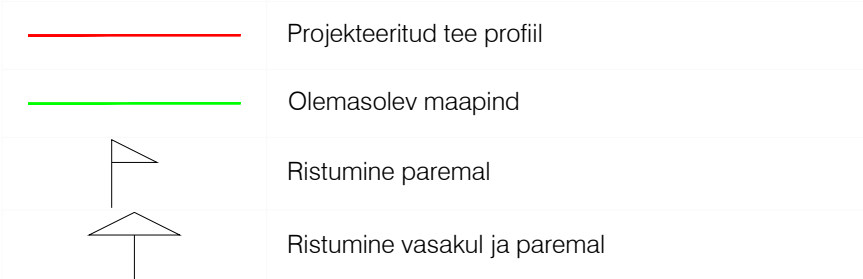 Projekteeritud tee profiil
Olemasolev maapind
Ristumine paremal
Ristumine vasakul ja paremal